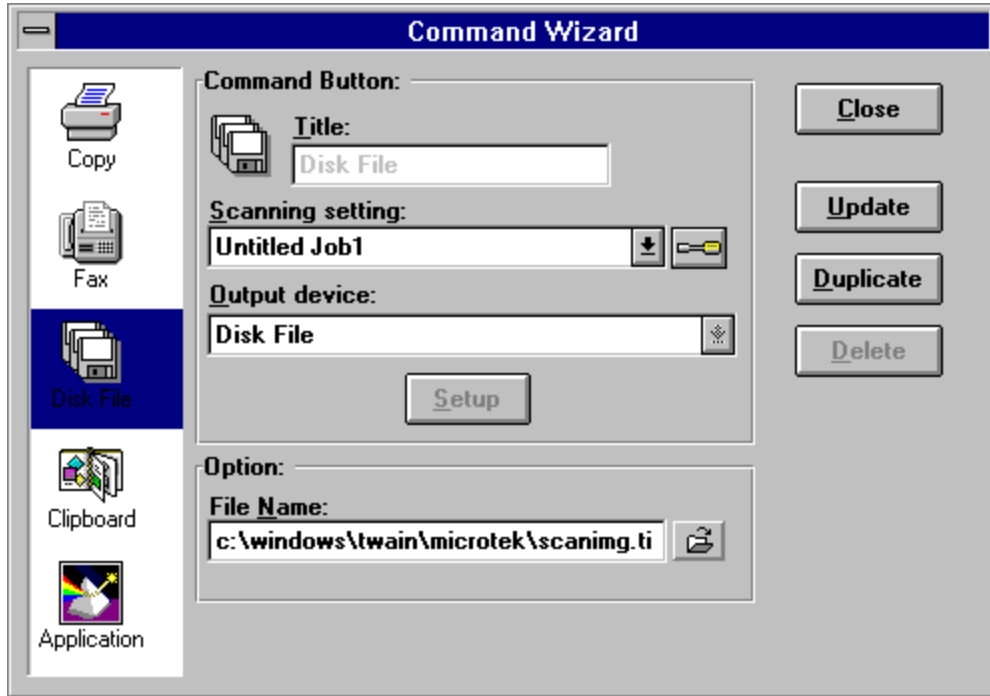 Command Wizard
Copy
Fax
Disk File
Clipboard
Application
Command Button:
Title:
Disk File
Scanning setting:
Untitled Job1
Output device:
Disk File
Setup
Option:
File Name:
c:\windows\twain\microtek\scanimg.ti
Close
Update
Duplicate
Delete